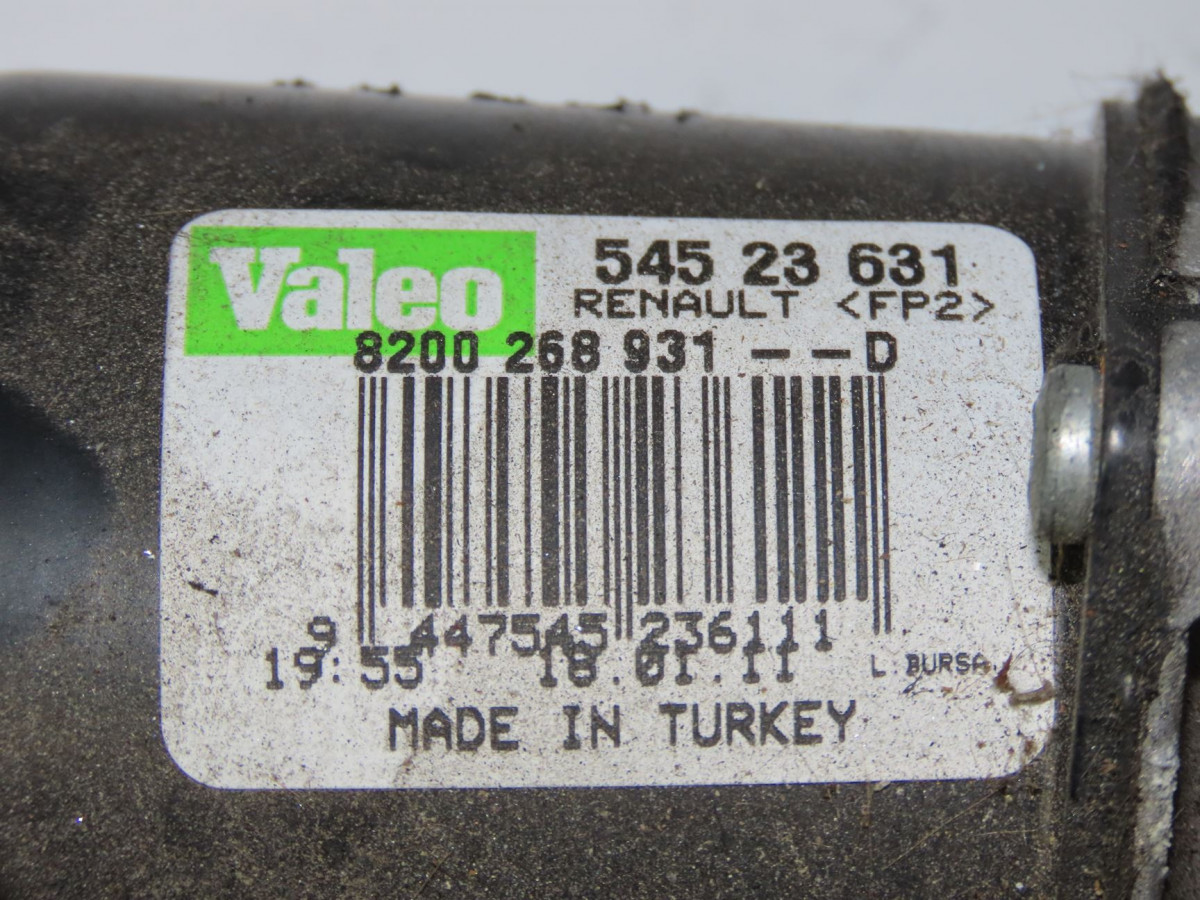 Valeo
545 23 631
RENAULT <FP2>
8200 268 931 --D
9 447545 236111
19:55 18.01.11 L.BURSA
MADE IN TURKEY